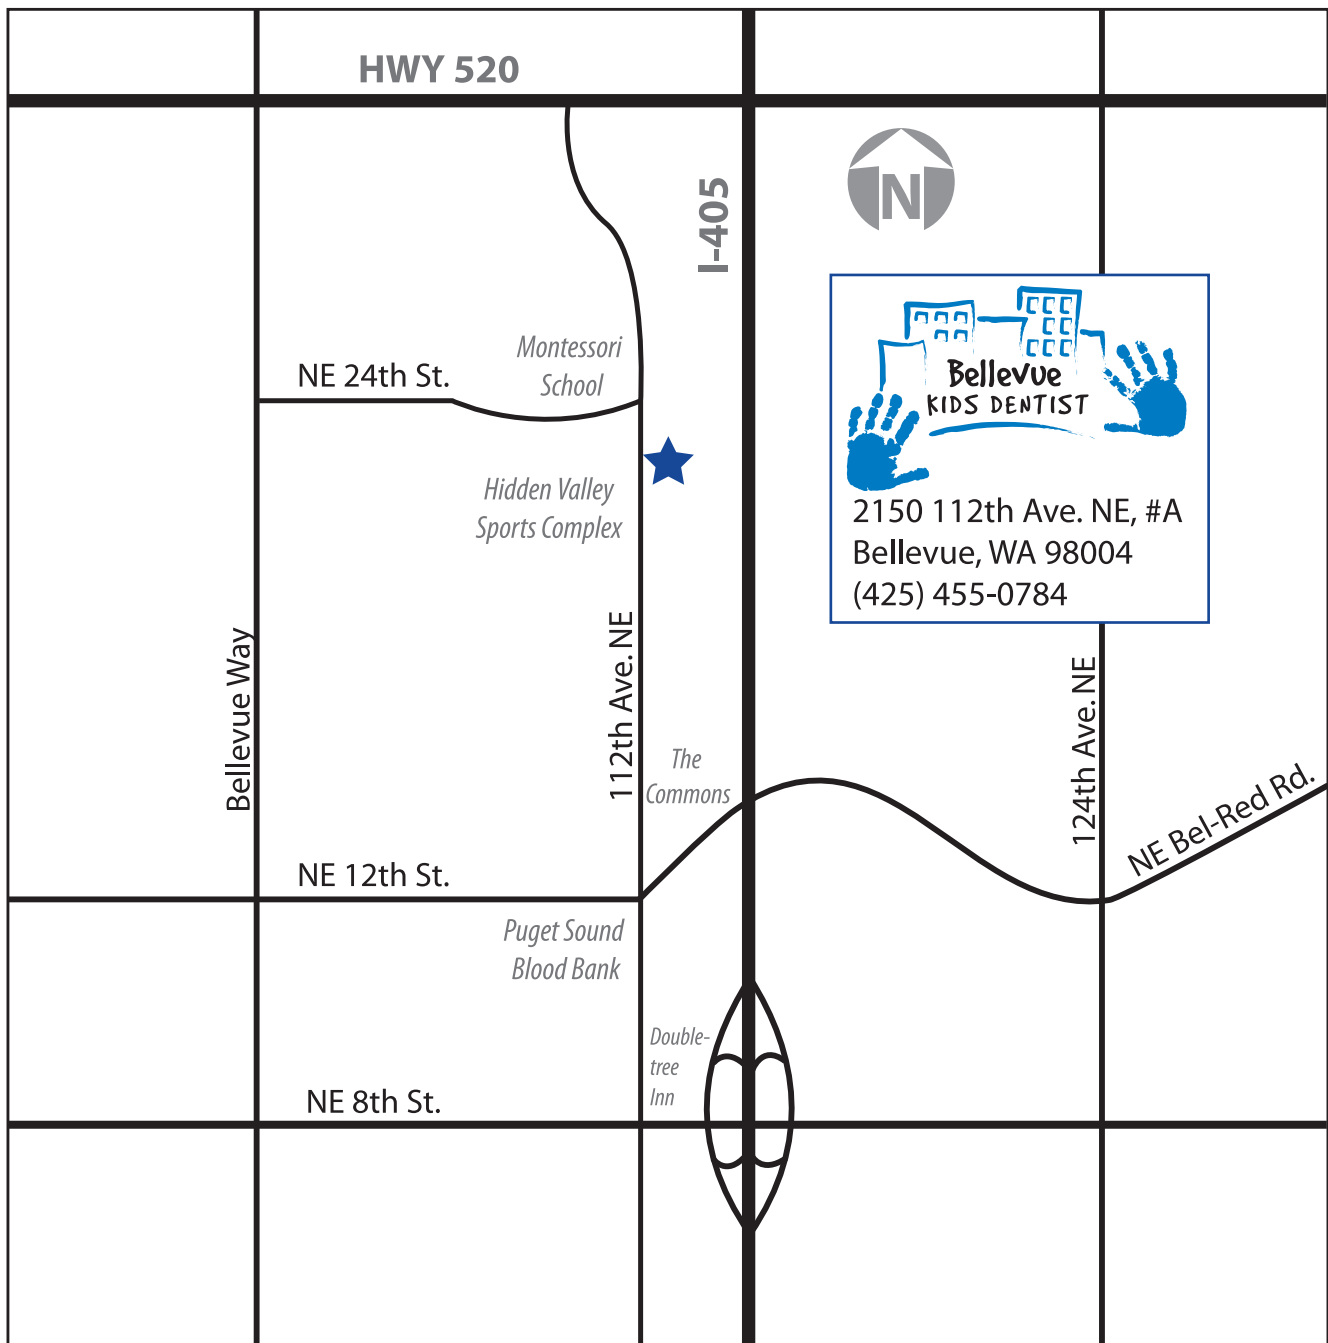 HWY 520
I-405
N
Montessori
School
NE 24th St.
Bellevue
KIDS DENTIST
2150 112th Ave. NE, #A
Bellevue, WA 98004
(425) 455-0784
Hidden Valley
Sports Complex
Bellevue Way
112th Ave. NE
124th Ave. NE
The
Commons
NE Bel-Red Rd.
NE 12th St.
Puget Sound
Blood Bank
Double-
tree
Inn
NE 8th St.